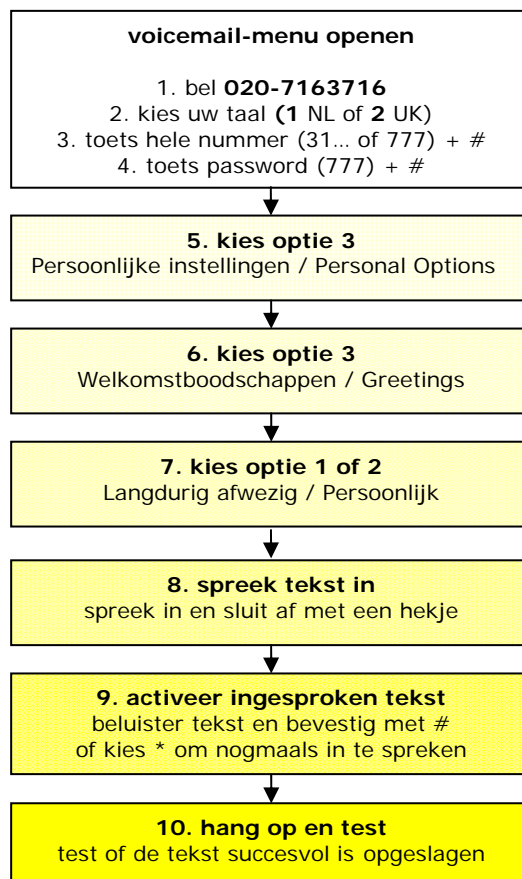 voicemail-menu openen
1. bel 020-7163716
2. kies uw taal (1 NL of 2 UK)
3. toets hele nummer (31... of 777) + #
4. toets password (777) + #
5. kies optie 3
Persoonlijke instellingen / Personal Options
6. kies optie 3
Welkomstboodschappen / Greetings
7. kies optie 1 of 2
Langdurig afwezig / Persoonlijk
8. spreek tekst in
spreek in en sluit af met een hekje
9. activeer ingesproken tekst
beluister tekst en bevestig met #
of kies * om nogmaals in te spreken
10. hang op en test
test of de tekst succesvol is opgeslagen